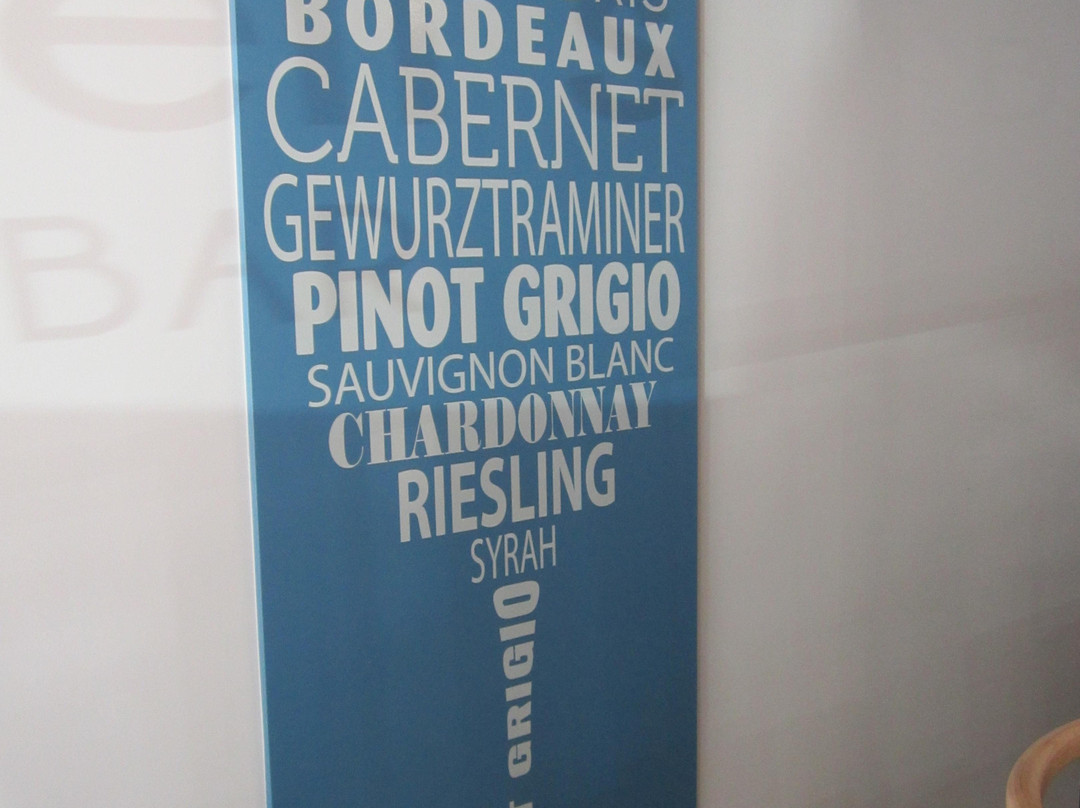 BORDEAUX
CABERNET
GEWURZTRAMINER
PINOT GRIGIO
SAUVIGNON BLANC
CHARDONNAY
RIESLING
SYRAH
GRIGIO